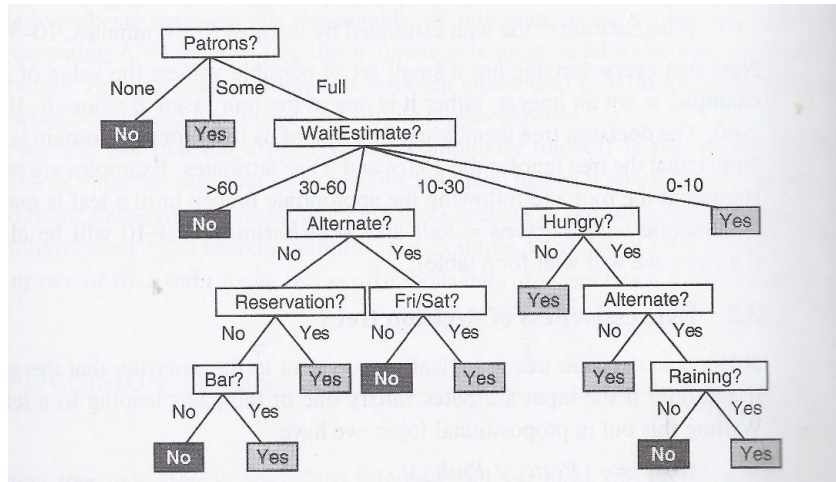 Patrons?
None Some Full
No Yes WaitEstimate?
>60 30-60 10-30 0-10
No Alternate? Hungry? Yes
No Yes No Yes
Reservation? Fri/Sat? Yes Alternate?
No Yes No Yes No Yes
Bar? Yes No Yes Yes Raining?
No Yes No Yes
No Yes No Yes